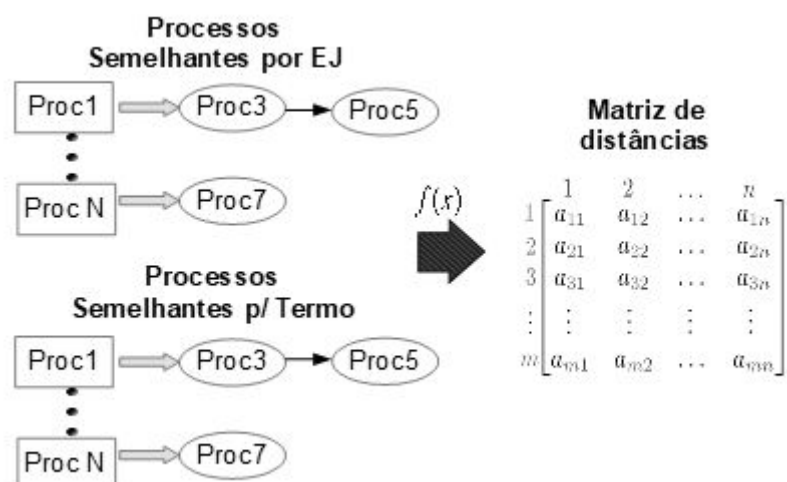 Processos
Semelhantes por EJ
Proc1 Proc3 Proc5
Proc N Proc7
Processos
Semelhantes p/ Termo
Proc1 Proc3 Proc5
Proc N Proc7
f(x)
Matriz de
distâncias
1 2 ... n
1 a11 a12 ... a1n
2 a21 a22 ... a2n
3 a31 a32 ... a3n
⋮ ⋮ ⋮ ⋮ ⋮
m am1 am2 ... amn